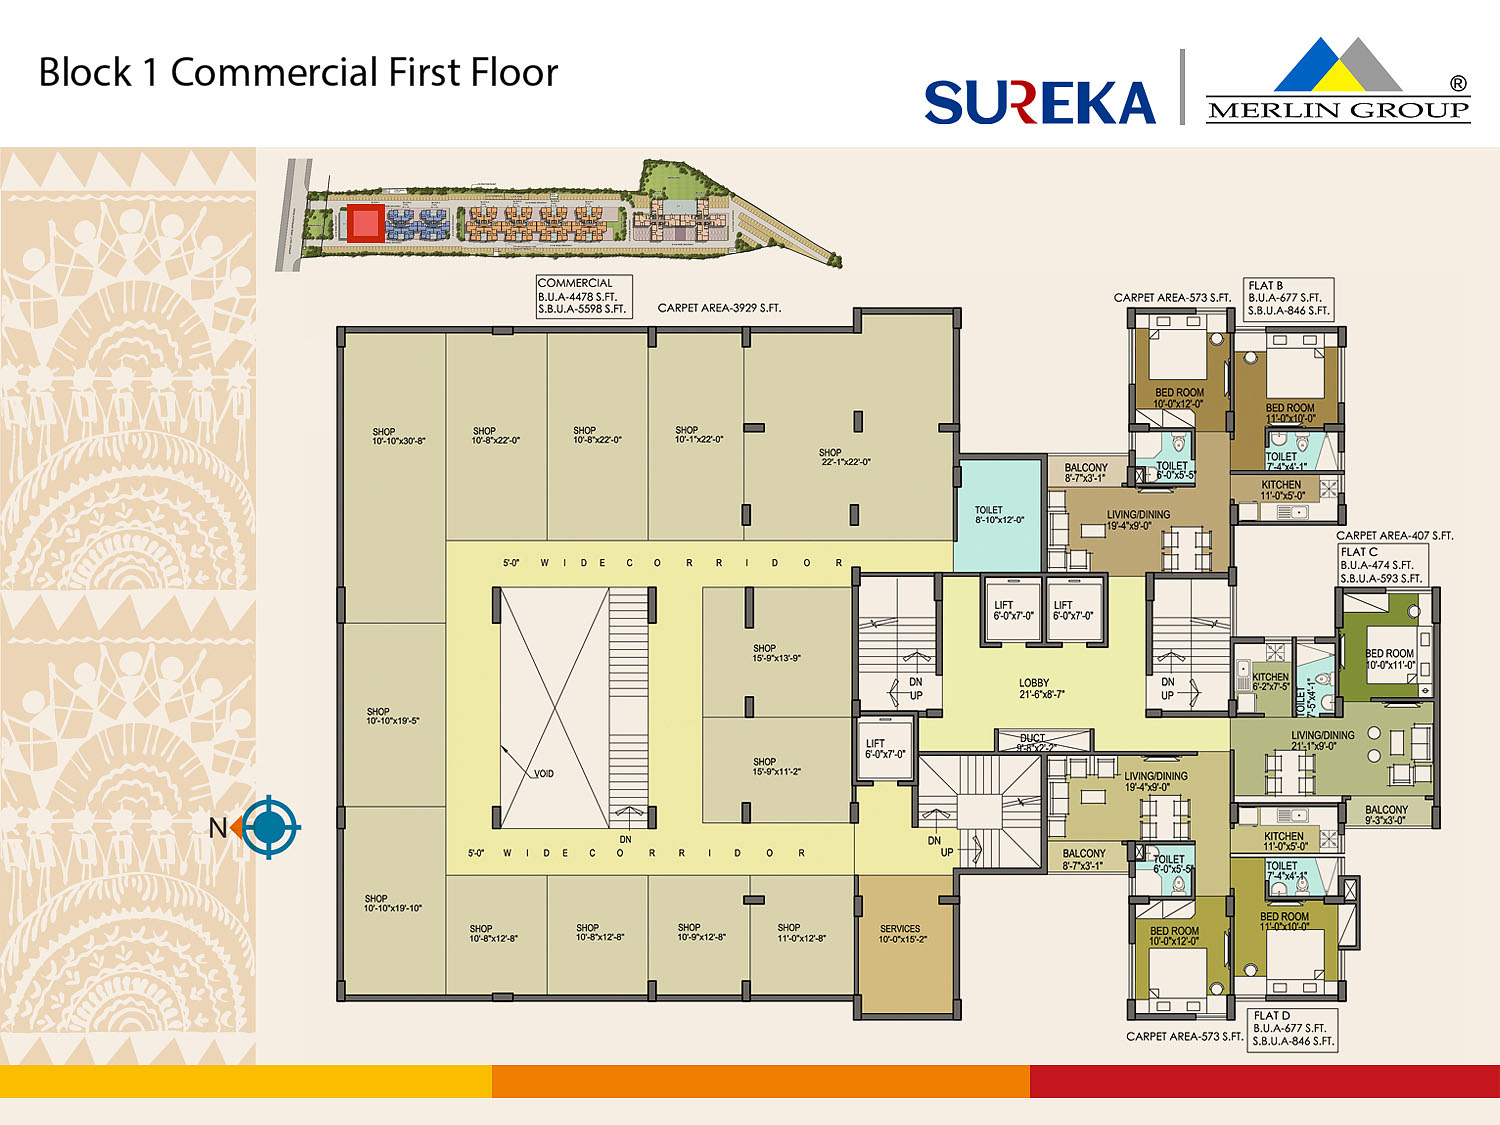 Block 1 Commercial First Floor
SUREKA
MERLIN GROUP®
COMMERCIAL
B.U.A-4478 S.FT.
S.B.U.A-5598 S.FT.
CARPET AREA-3929 S.FT.
CARPET AREA-573 S.FT.
FLAT B
B.U.A-677 S.FT.
S.B.U.A-846 S.FT.
BED ROOM
10'-0"x12'-0"
BED ROOM
11'-0"x10'-0"
SHOP
10'-10"x30'-8"
SHOP
10'-8"x22'-0"
SHOP
10'-8"x22'-0"
SHOP
10'-1"x22'-0"
SHOP
22'-1"x22'-0"
BALCONY
8'-7"x3'-1"
TOILET
6'-0"x5'-5"
TOILET
7'-4"x4'-1"
KITCHEN
11'-0"x5'-0"
TOILET
8'-10"x12'-0"
LIVING/DINING
19'-4"x9'-0"
CARPET AREA-407 S.FT.
FLAT C
B.U.A-474 S.FT.
S.B.U.A-593 S.FT.
5'-0" WIDE CORRIDOR
LIFT
6'-0"x7'-0"
LIFT
6'-0"x7'-0"
SHOP
15'-9"x13'-9"
BED ROOM
10'-0"x11'-0"
KITCHEN
6'-2"x7'-5"
TOILET
7'-5"x4'-1"
DN
UP
LOBBY
21'-6"x8'-7"
DN
UP
SHOP
10'-10"x19'-5"
LIFT
6'-0"x7'-0"
DUCT
9'-8"x2'-2"
LIVING/DINING
21'-1"x9'-0"
SHOP
15'-9"x11'-2"
VOID
LIVING/DINING
19'-4"x9'-0"
BALCONY
9'-3"x3'-0"
N
DN
DN
UP
KITCHEN
11'-0"x5'-0"
5'-0" WIDE CORRIDOR
BALCONY
8'-7"x3'-1"
TOILET
6'-0"x5'-5"
TOILET
7'-4"x4'-1"
SHOP
10'-10"x19'-10"
SHOP
10'-8"x12'-8"
SHOP
10'-8"x12'-8"
SHOP
10'-9"x12'-8"
SHOP
11'-0"x12'-8"
SERVICES
10'-0"x15'-2"
BED ROOM
10'-0"x12'-0"
BED ROOM
11'-0"x10'-0"
CARPET AREA-573 S.FT.
FLAT D
B.U.A-677 S.FT.
S.B.U.A-846 S.FT.